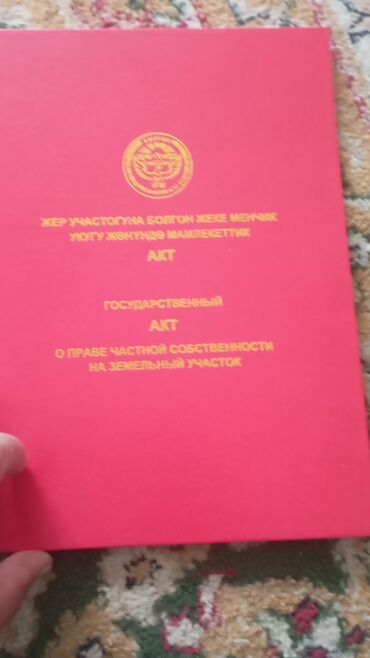 ЖЕР УЧАСТОГУНА БОЛГОН ЖЕКЕ МЕНЧИК
УКУГУ ЖӨНҮНДӨ МАМЛЕКЕТТИК
АКТ
ГОСУДАРСТВЕННЫЙ
АКТ
О ПРАВЕ ЧАСТНОЙ СОБСТВЕННОСТИ
НА ЗЕМЕЛЬНЫЙ УЧАСТОК